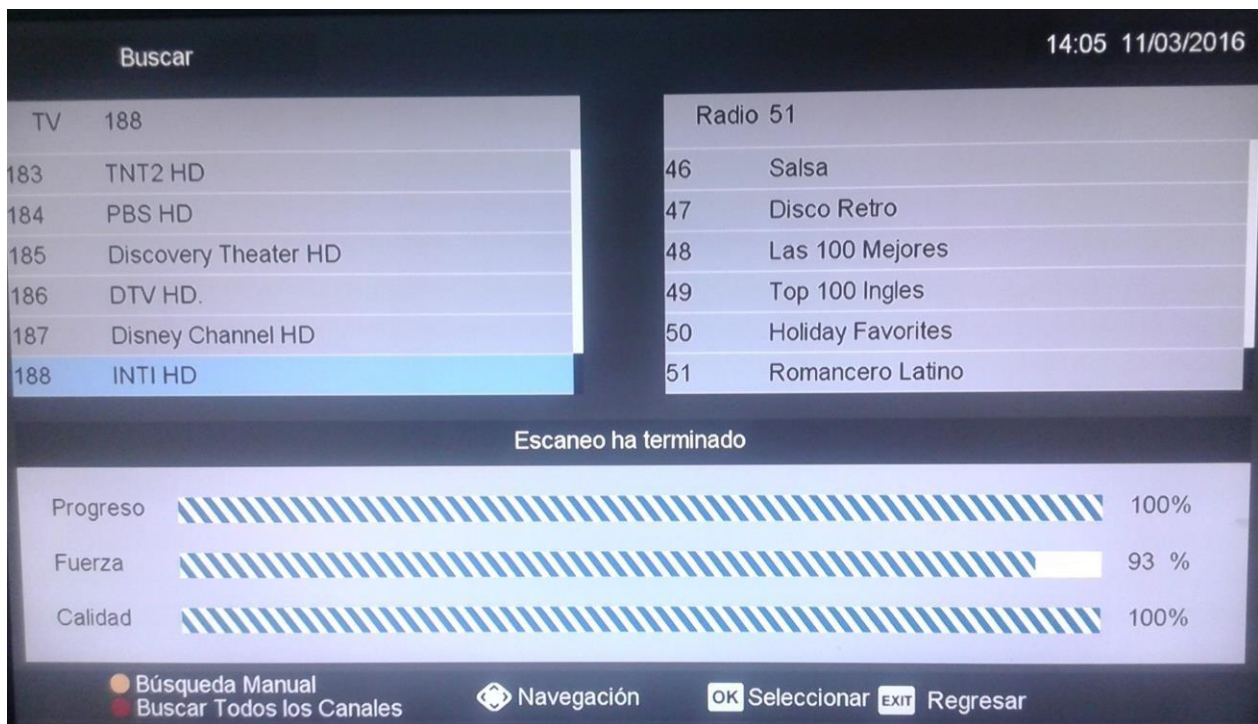 Buscar
14:05 11/03/2016
TV 188
183 TNT2 HD
184 PBS HD
185 Discovery Theater HD
186 DTV HD.
187 Disney Channel HD
188 INTI HD
Radio 51
46 Salsa
47 Disco Retro
48 Las 100 Mejores
49 Top 100 Ingles
50 Holiday Favorites
51 Romancero Latino
Escaneo ha terminado
Progreso 100%
Fuerza 93 %
Calidad 100%
Búsqueda Manual
Buscar Todos los Canales
Navegación
OK Seleccionar EXIT Regresar